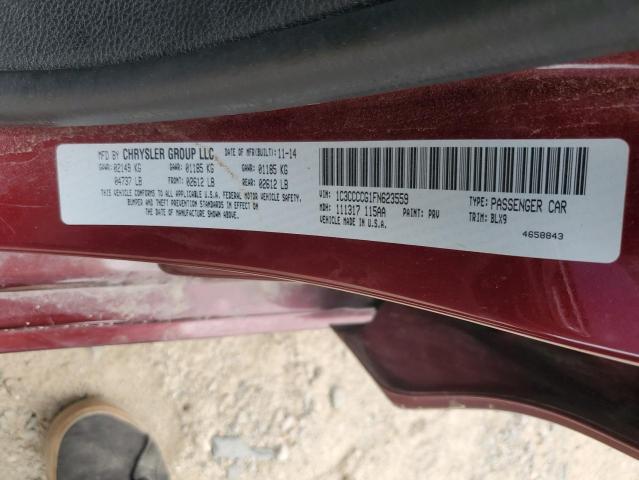 MFD BY CHRYSLER GROUP LLC DATE OF MFR(BUILT): 11-14
GVWR: 02149 KG GAWR: 01185 KG GAWR: 01185 KG
04737 LB FRONT: 02612 LB REAR: 02612 LB
THIS VEHICLE CONFORMS TO ALL APPLICABLE U.S.A. FEDERAL MOTOR VEHICLE SAFETY,
BUMPER AND THEFT PREVENTION STANDARDS IN EFFECT ON
THE DATE OF MANUFACTURE SHOWN ABOVE.
VIN: 1C3CCCCG1FN623559 TYPE: PASSENGER CAR
MDH: 111317 115AA PAINT: PRV TRIM: BLX9
VEHICLE MADE IN U.S.A. 4658843